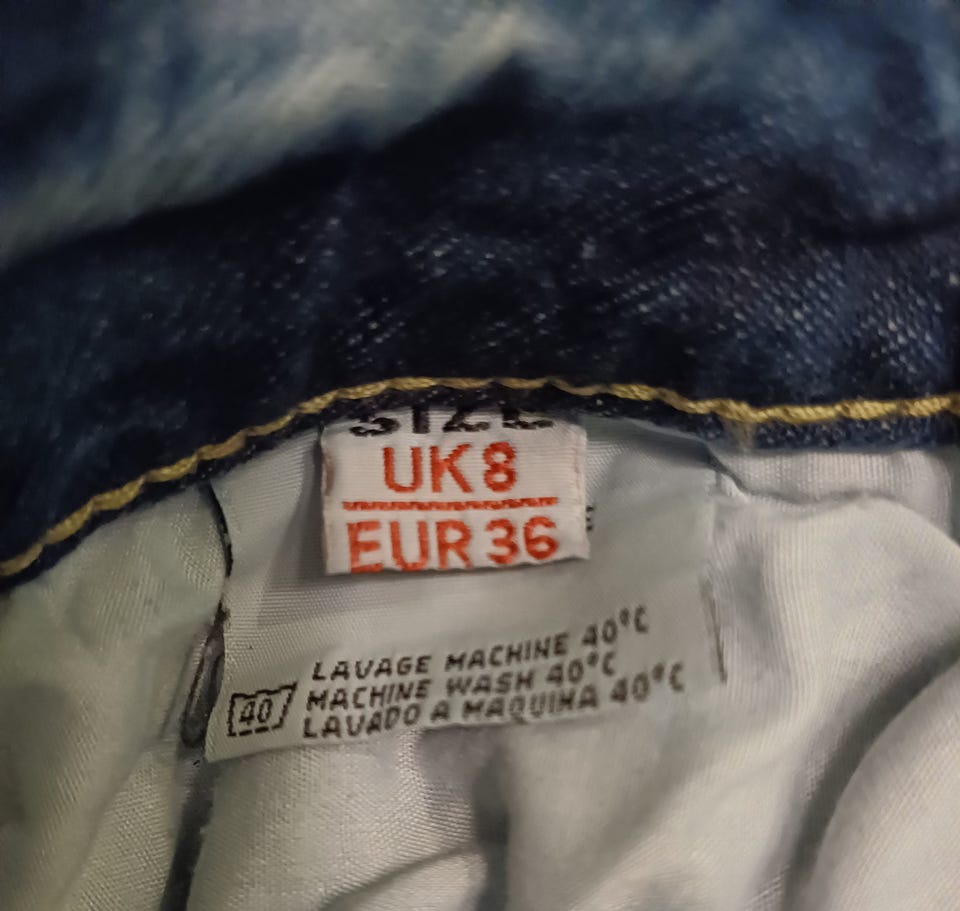 SIZE
UK 8
EUR 36
LAVAGE MACHINE 40°C
MACHINE WASH 40°C
LAVADO A MAQUINA 40°C
40